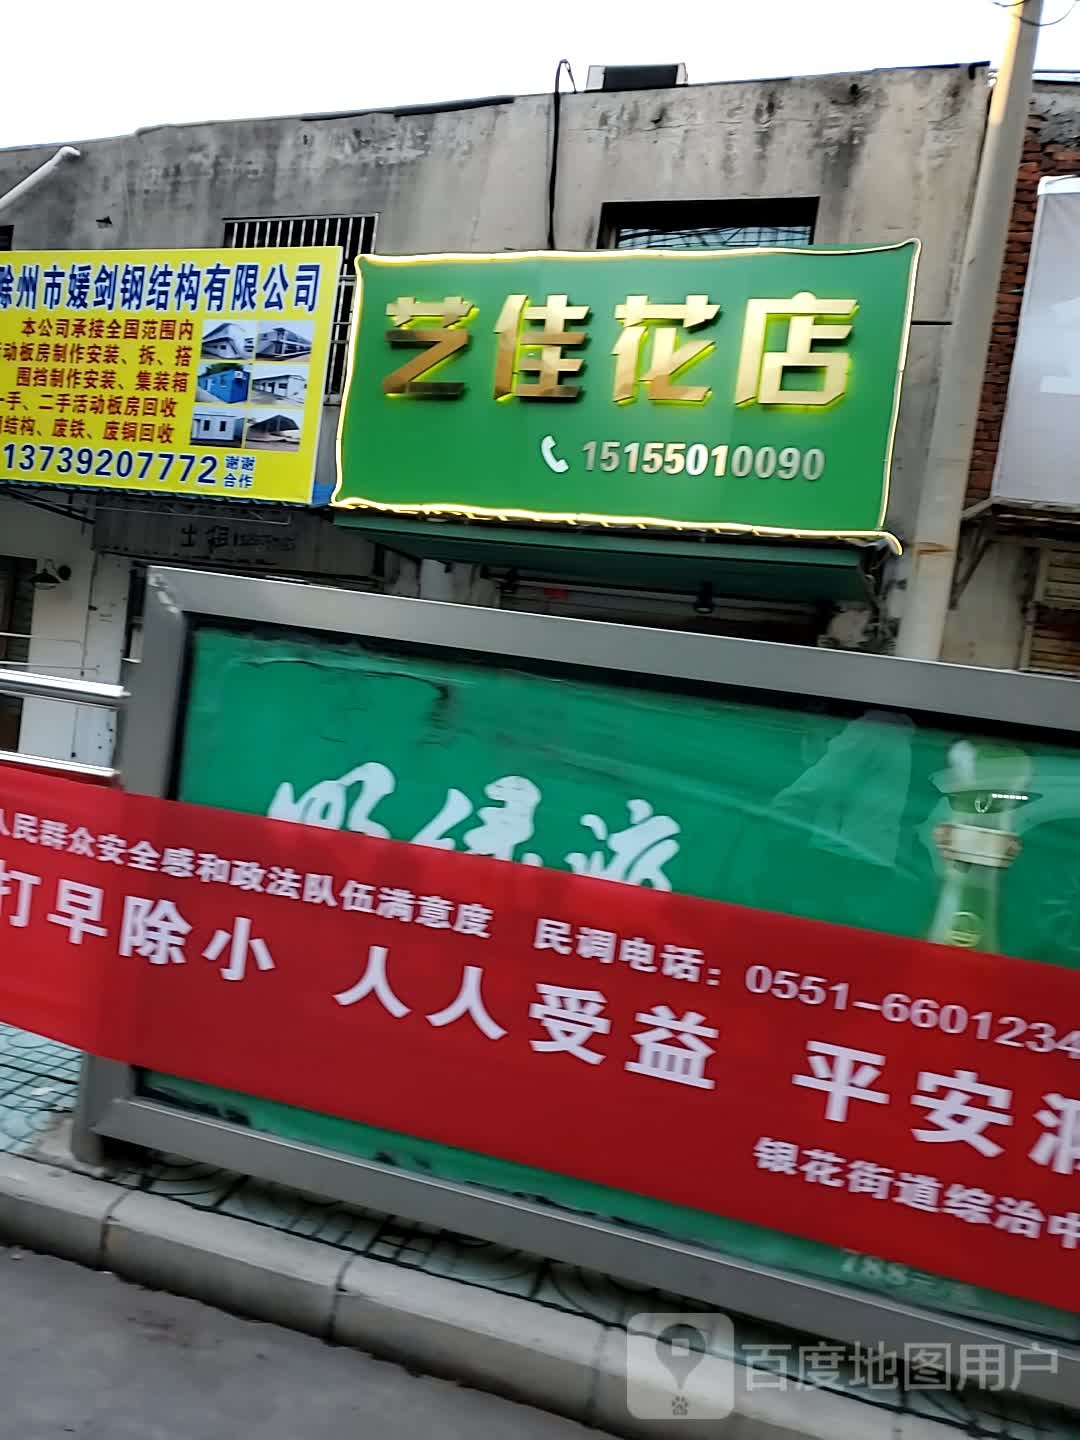 滁州市媛剑钢结构有限公司
本公司承接全国范围内
活动板房制作安装、拆、搭
围挡制作安装、集装箱
一手、二手活动板房回收
钢结构、废铁、废铜回收
13739207772 谢谢合作
艺佳花店
15155010090
出租
人民群众安全感和政法队伍满意度 民调电话：0551-6601234
打早除小 人人受益 平安
银花街道综治中
788
百度地图用户